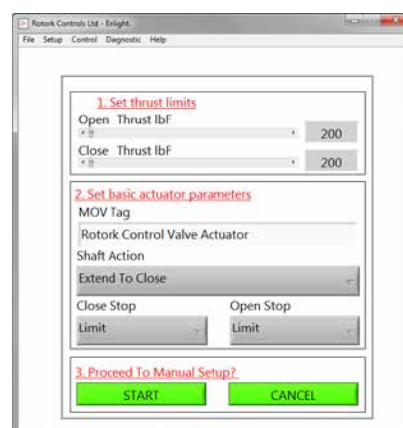 Rotork Controls Ltd - Enlight.
File Setup Control Diagnostic Help
1. Set thrust limits
Open Thrust lbF
200
Close Thrust lbF
200
2. Set basic actuator parameters
MOV Tag
Rotork Control Valve Actuator
Shaft Action
Extend To Close
Close Stop Open Stop
Limit Limit
3. Proceed To Manual Setup?
START CANCEL